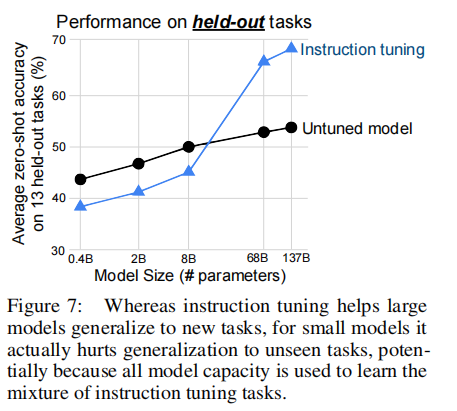 Performance on held-out tasks
Average zero-shot accuracy
on 13 held-out tasks (%)
70
60
50
40
30
Instruction tuning
Untuned model
0.4B 2B 8B 68B 137B
Model Size (# parameters)
Figure 7: Whereas instruction tuning helps large
models generalize to new tasks, for small models it
actually hurts generalization to unseen tasks, poten-
tially because all model capacity is used to learn the
mixture of instruction tuning tasks.